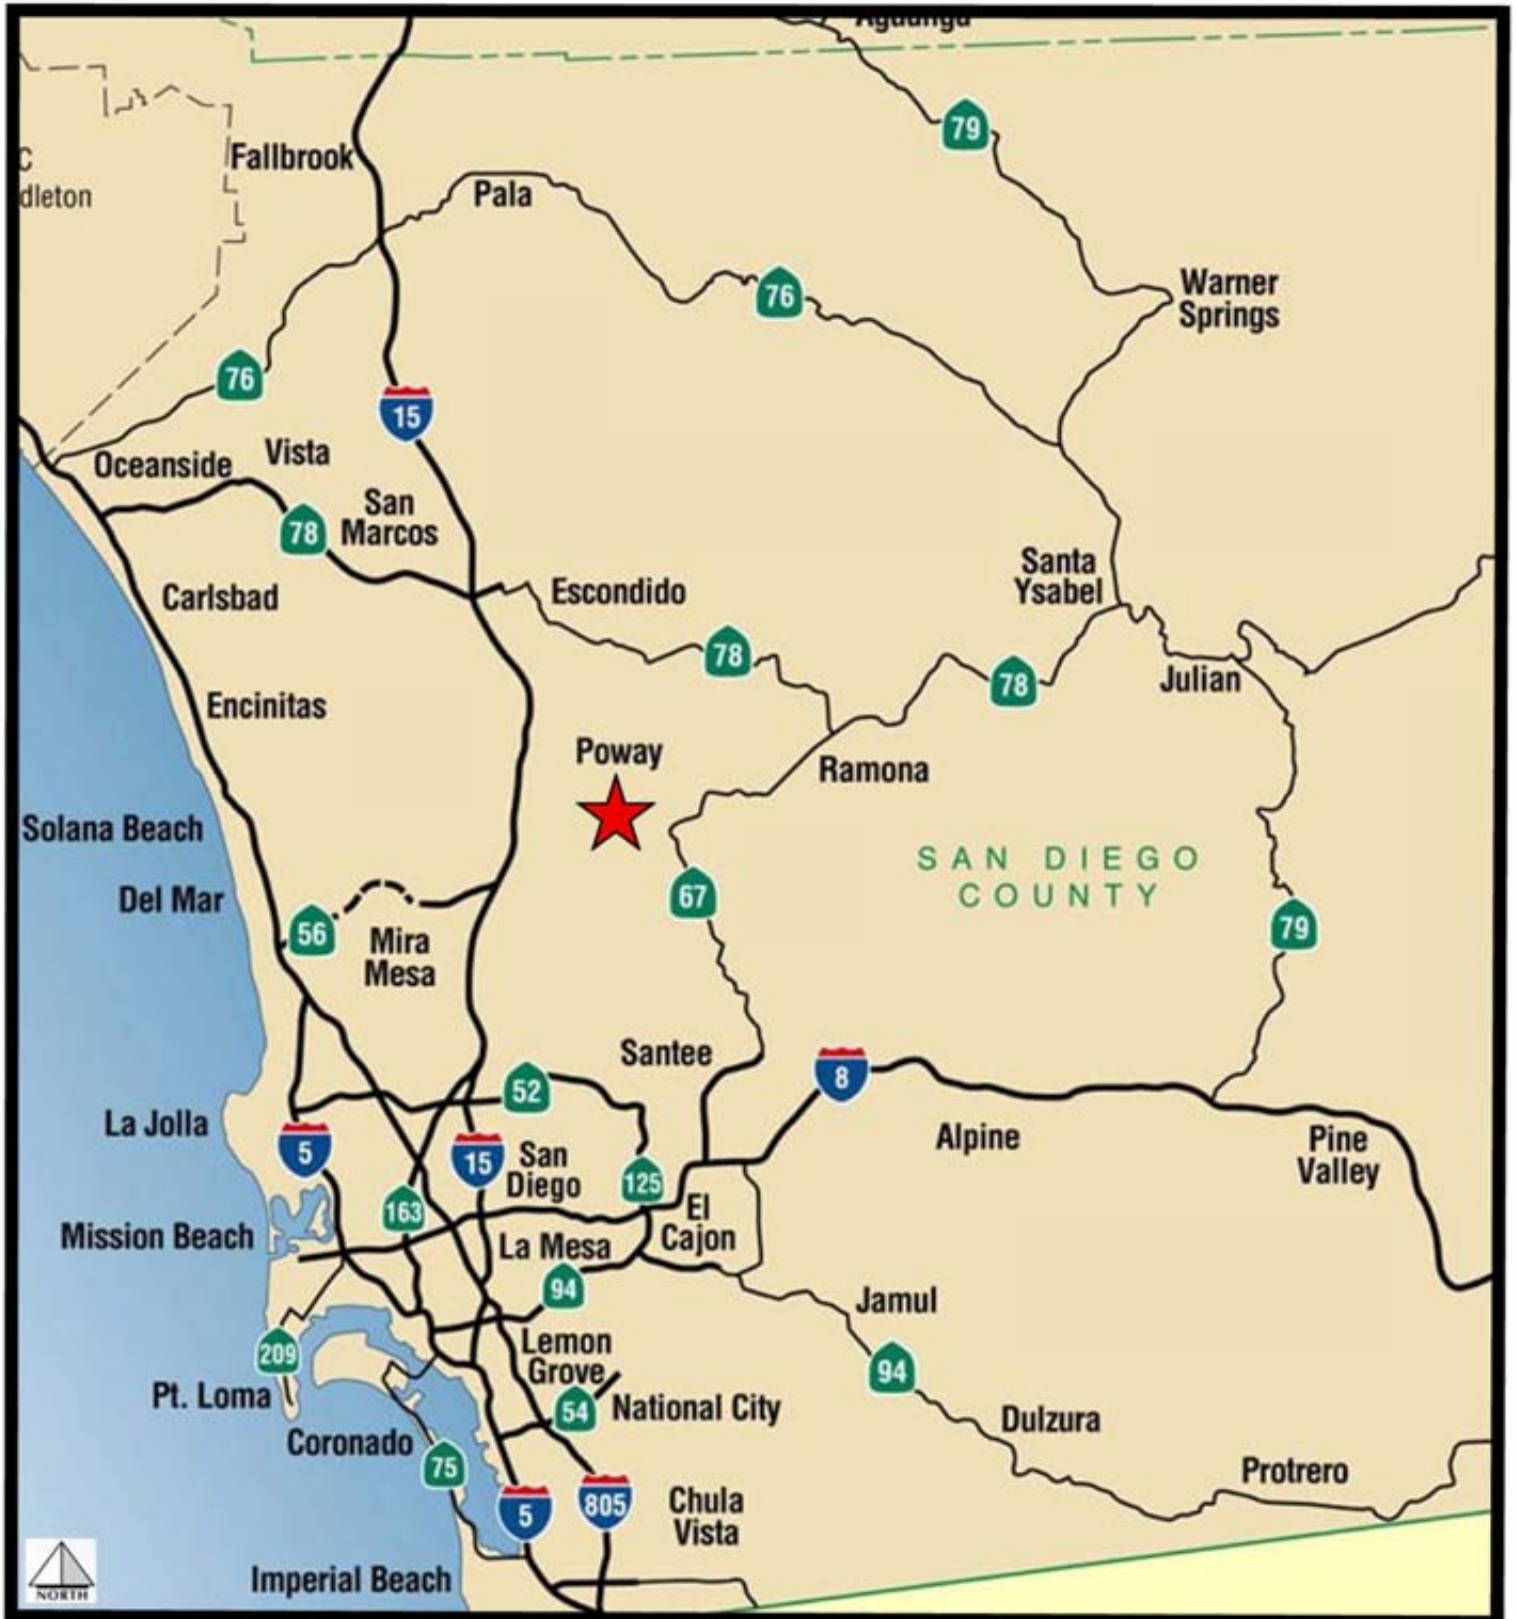 Aguanga
79
Fallbrook
C
dleton
Pala
76
Warner
Springs
76
15
Oceanside
Vista
San
Marcos
78
Carlsbad
Escondido
Santa
Ysabel
78
78
Julian
Encinitas
Poway
Ramona
Solana Beach
SAN DIEGO
COUNTY
Del Mar
67
56
Mira
Mesa
79
Santee
52
8
La Jolla
5
15
San
Diego
125
Alpine
Pine
Valley
163
El
Cajon
Mission Beach
La Mesa
94
Jamul
209
Lemon
Grove
94
Pt. Loma
54
National City
Coronado
Dulzura
75
Protrero
5
805
Chula
Vista
NORTH
Imperial Beach